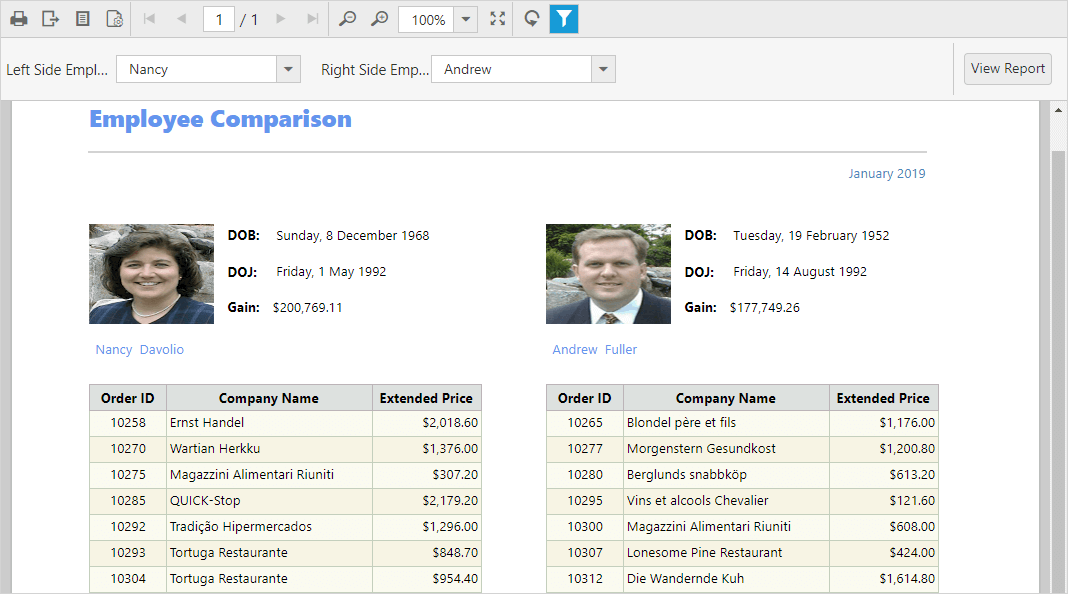 1 / 1 100%
Left Side Empl... Nancy Right Side Emp... Andrew View Report
Employee Comparison
January 2019
DOB: Sunday, 8 December 1968
DOJ: Friday, 1 May 1992
Gain: $200,769.11
Nancy Davolio
DOB: Tuesday, 19 February 1952
DOJ: Friday, 14 August 1992
Gain: $177,749.26
Andrew Fuller
Order ID Company Name Extended Price
10258 Ernst Handel $2,018.60
10270 Wartian Herkku $1,376.00
10275 Magazzini Alimentari Riuniti $307.20
10285 QUICK-Stop $2,179.20
10292 Tradição Hipermercados $1,296.00
10293 Tortuga Restaurante $848.70
10304 Tortuga Restaurante $954.40
Order ID Company Name Extended Price
10265 Blondel père et fils $1,176.00
10277 Morgenstern Gesundkost $1,200.80
10280 Berglunds snabbköp $613.20
10295 Vins et alcools Chevalier $121.60
10300 Magazzini Alimentari Riuniti $608.00
10307 Lonesome Pine Restaurant $424.00
10312 Die Wandernde Kuh $1,614.80